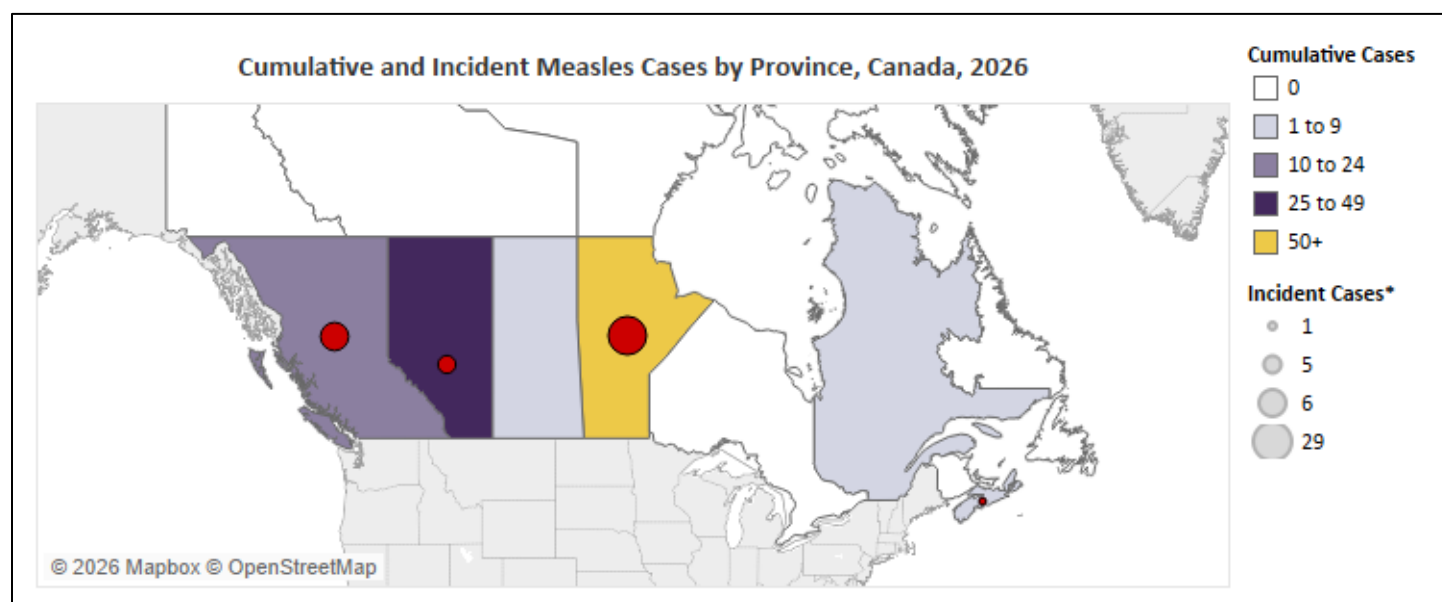 Cumulative and Incident Measles Cases by Province, Canada, 2026
Cumulative Cases
0
1 to 9
10 to 24
25 to 49
50+
Incident Cases*
1
5
6
29
© 2026 Mapbox © OpenStreetMap